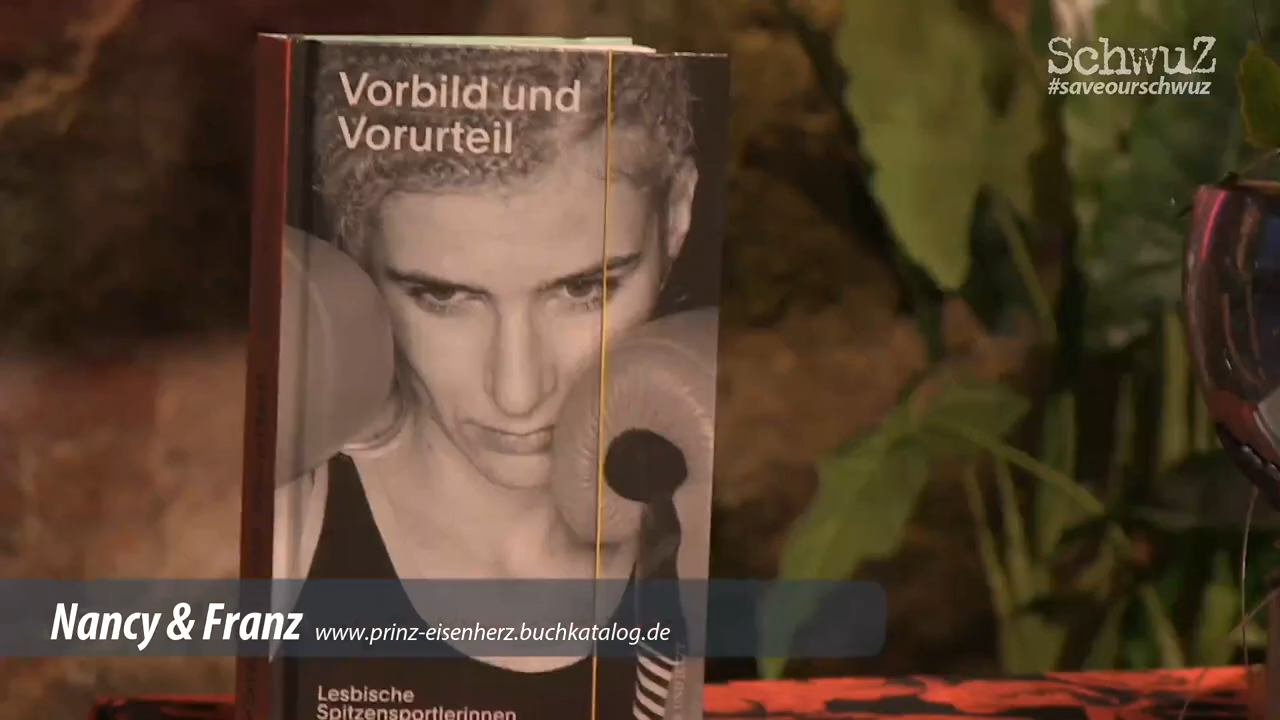 SchwuZ
#saveourschwuz
Vorbild und
Vorurteil
Nancy & Franz www.prinz-eisenherz.buchkatalog.de
Lesbische
Spitzensportlerinnen